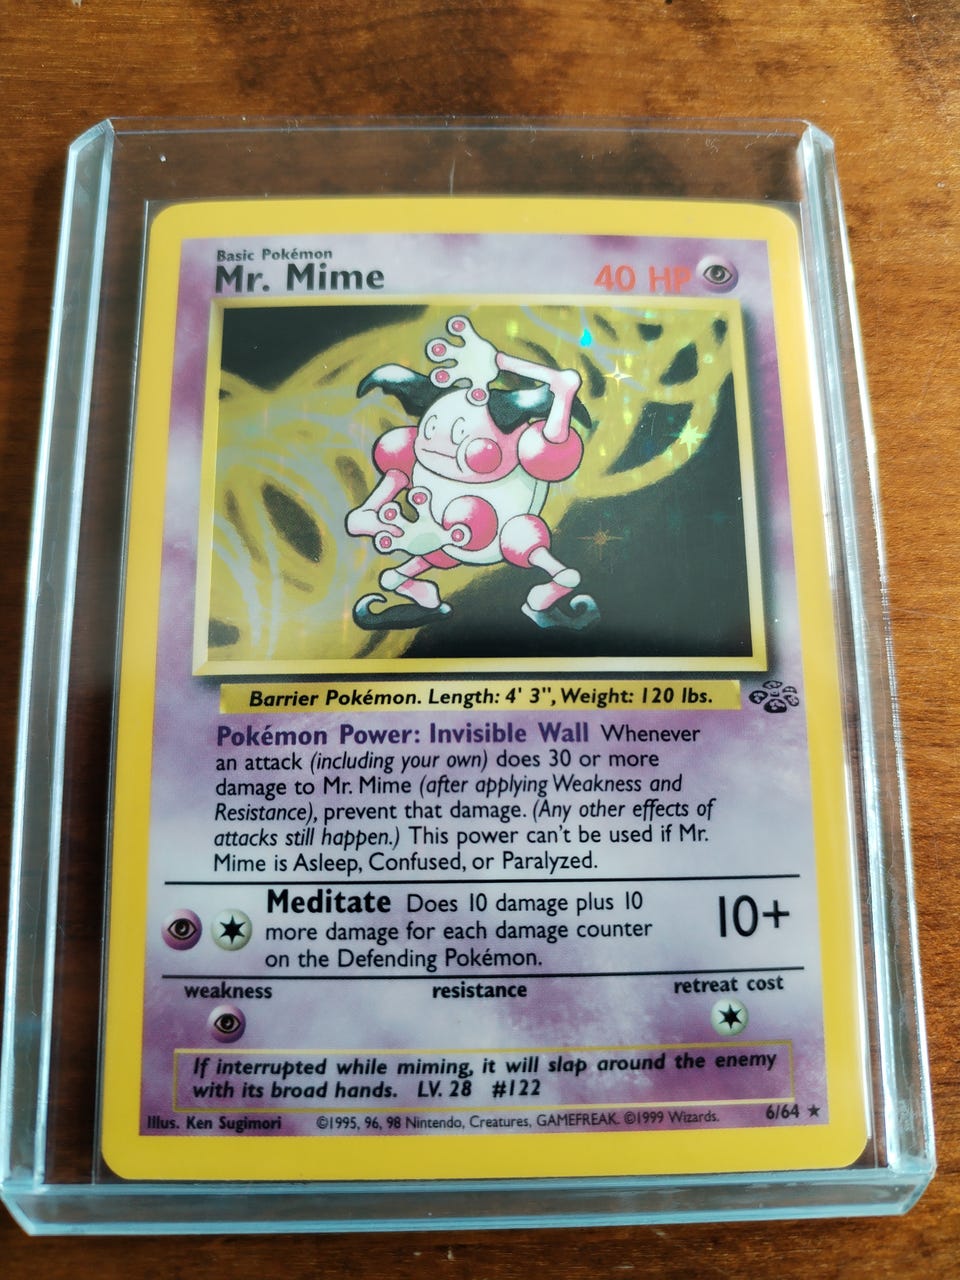 Basic Pokémon
Mr. Mime
40 HP
Barrier Pokémon. Length: 4' 3", Weight: 120 lbs.
Pokémon Power: Invisible Wall Whenever
an attack (including your own) does 30 or more
damage to Mr. Mime (after applying Weakness and
Resistance), prevent that damage. (Any other effects of
attacks still happen.) This power can't be used if Mr.
Mime is Asleep, Confused, or Paralyzed.
Meditate Does 10 damage plus 10
more damage for each damage counter
on the Defending Pokémon.
10+
weakness resistance retreat cost
If interrupted while miming, it will slap around the enemy
with its broad hands. LV. 28 #122
Illus. Ken Sugimori ©1995, 96, 98 Nintendo, Creatures, GAMEFREAK. ©1999 Wizards. 6/64 ★